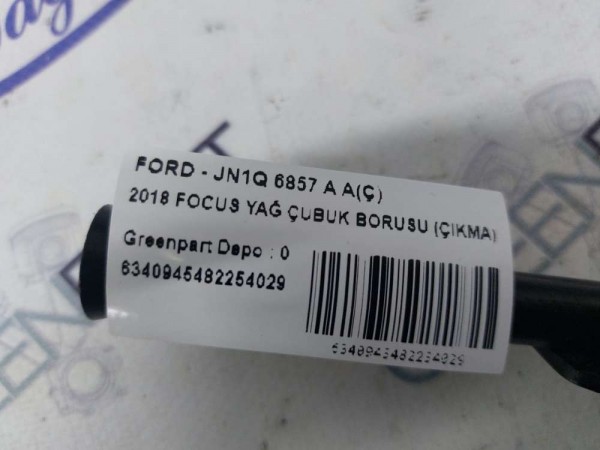 FORD - JN1Q 6857 A A(Ç)
2018 FOCUS YAĞ ÇUBUK BORUSU (ÇIKMA)
Greenpart Depo : 0
6340945482254029
6340945482254029